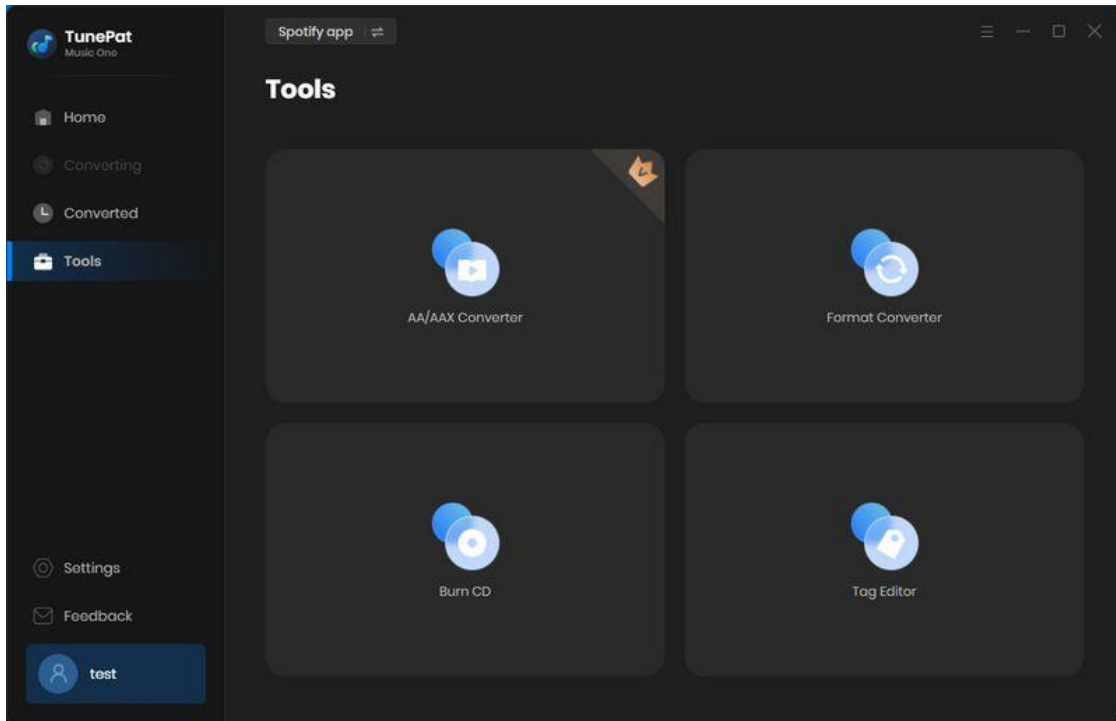 TunePat
Music One
Spotify app
Tools
Home
Converting
Converted
Tools
AA/AAX Converter
Format Converter
Burn CD
Tag Editor
Settings
Feedback
test